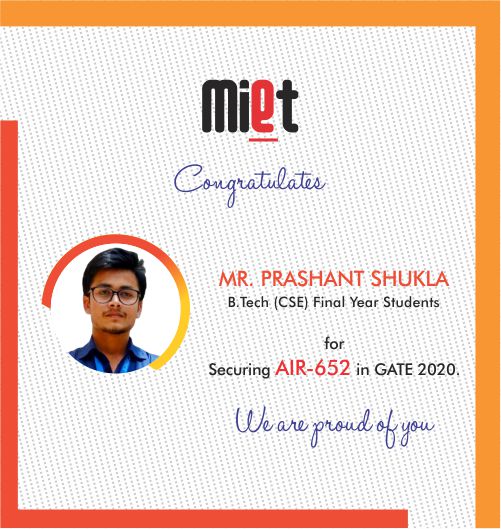 miet
Congratulates
MR. PRASHANT SHUKLA
B.Tech (CSE) Final Year Students
for
Securing AIR-652 in GATE 2020.
We are proud of you